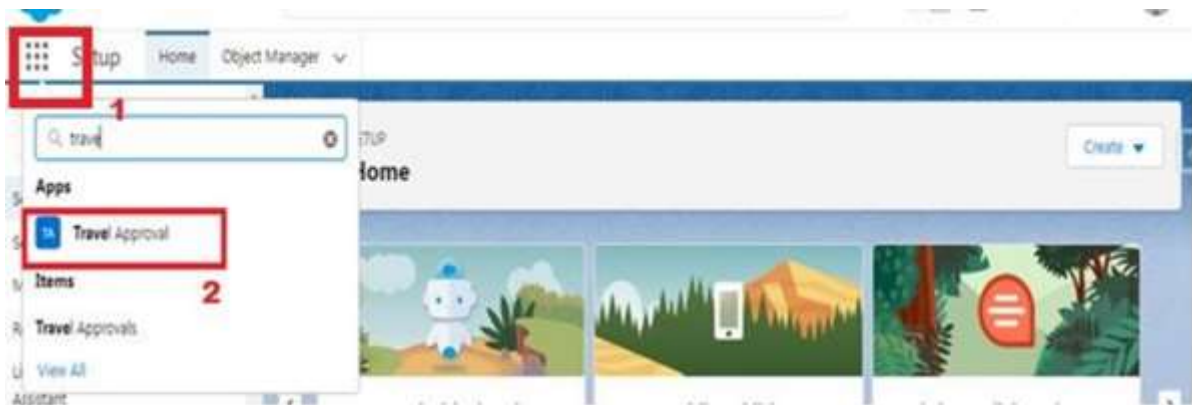 Setup Home Object Manager
1
trave
SETUP
Home
Create
Apps
TA Travel Approval
Items
2
Travel Approvals
View All
Assistant